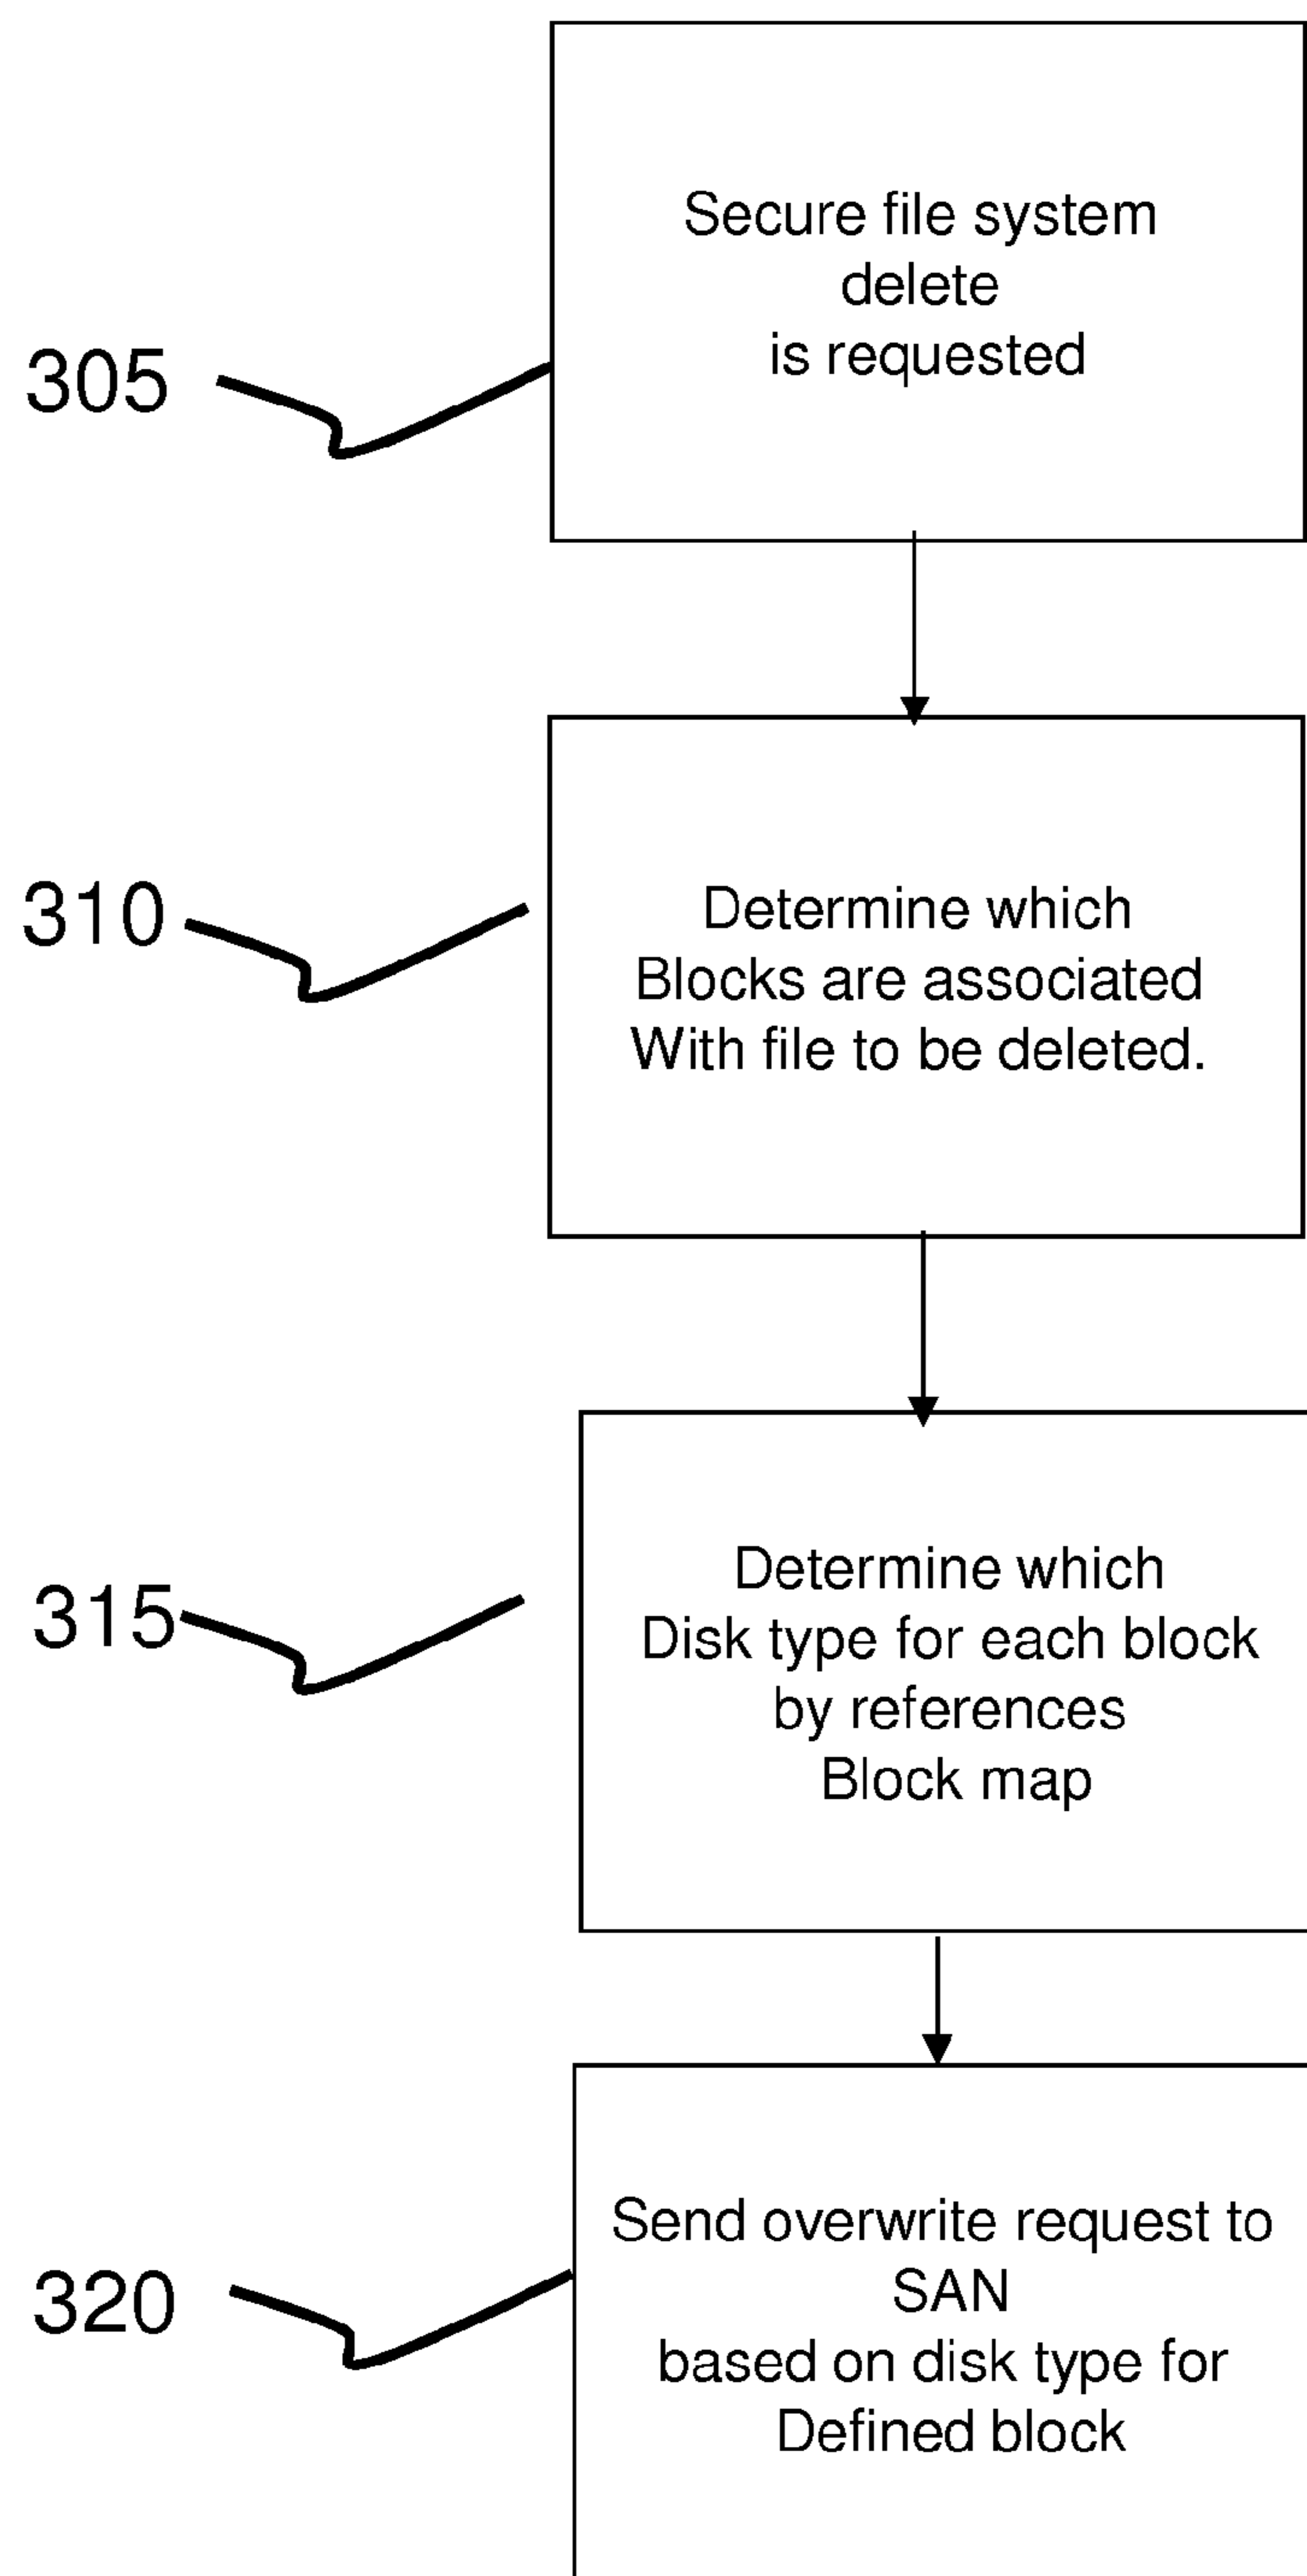 Secure file system
delete
is requested
305
Determine which
Blocks are associated
With file to be deleted.
310
Determine which
Disk type for each block
by references
Block map
315
Send overwrite request to
SAN
based on disk type for
Defined block
320